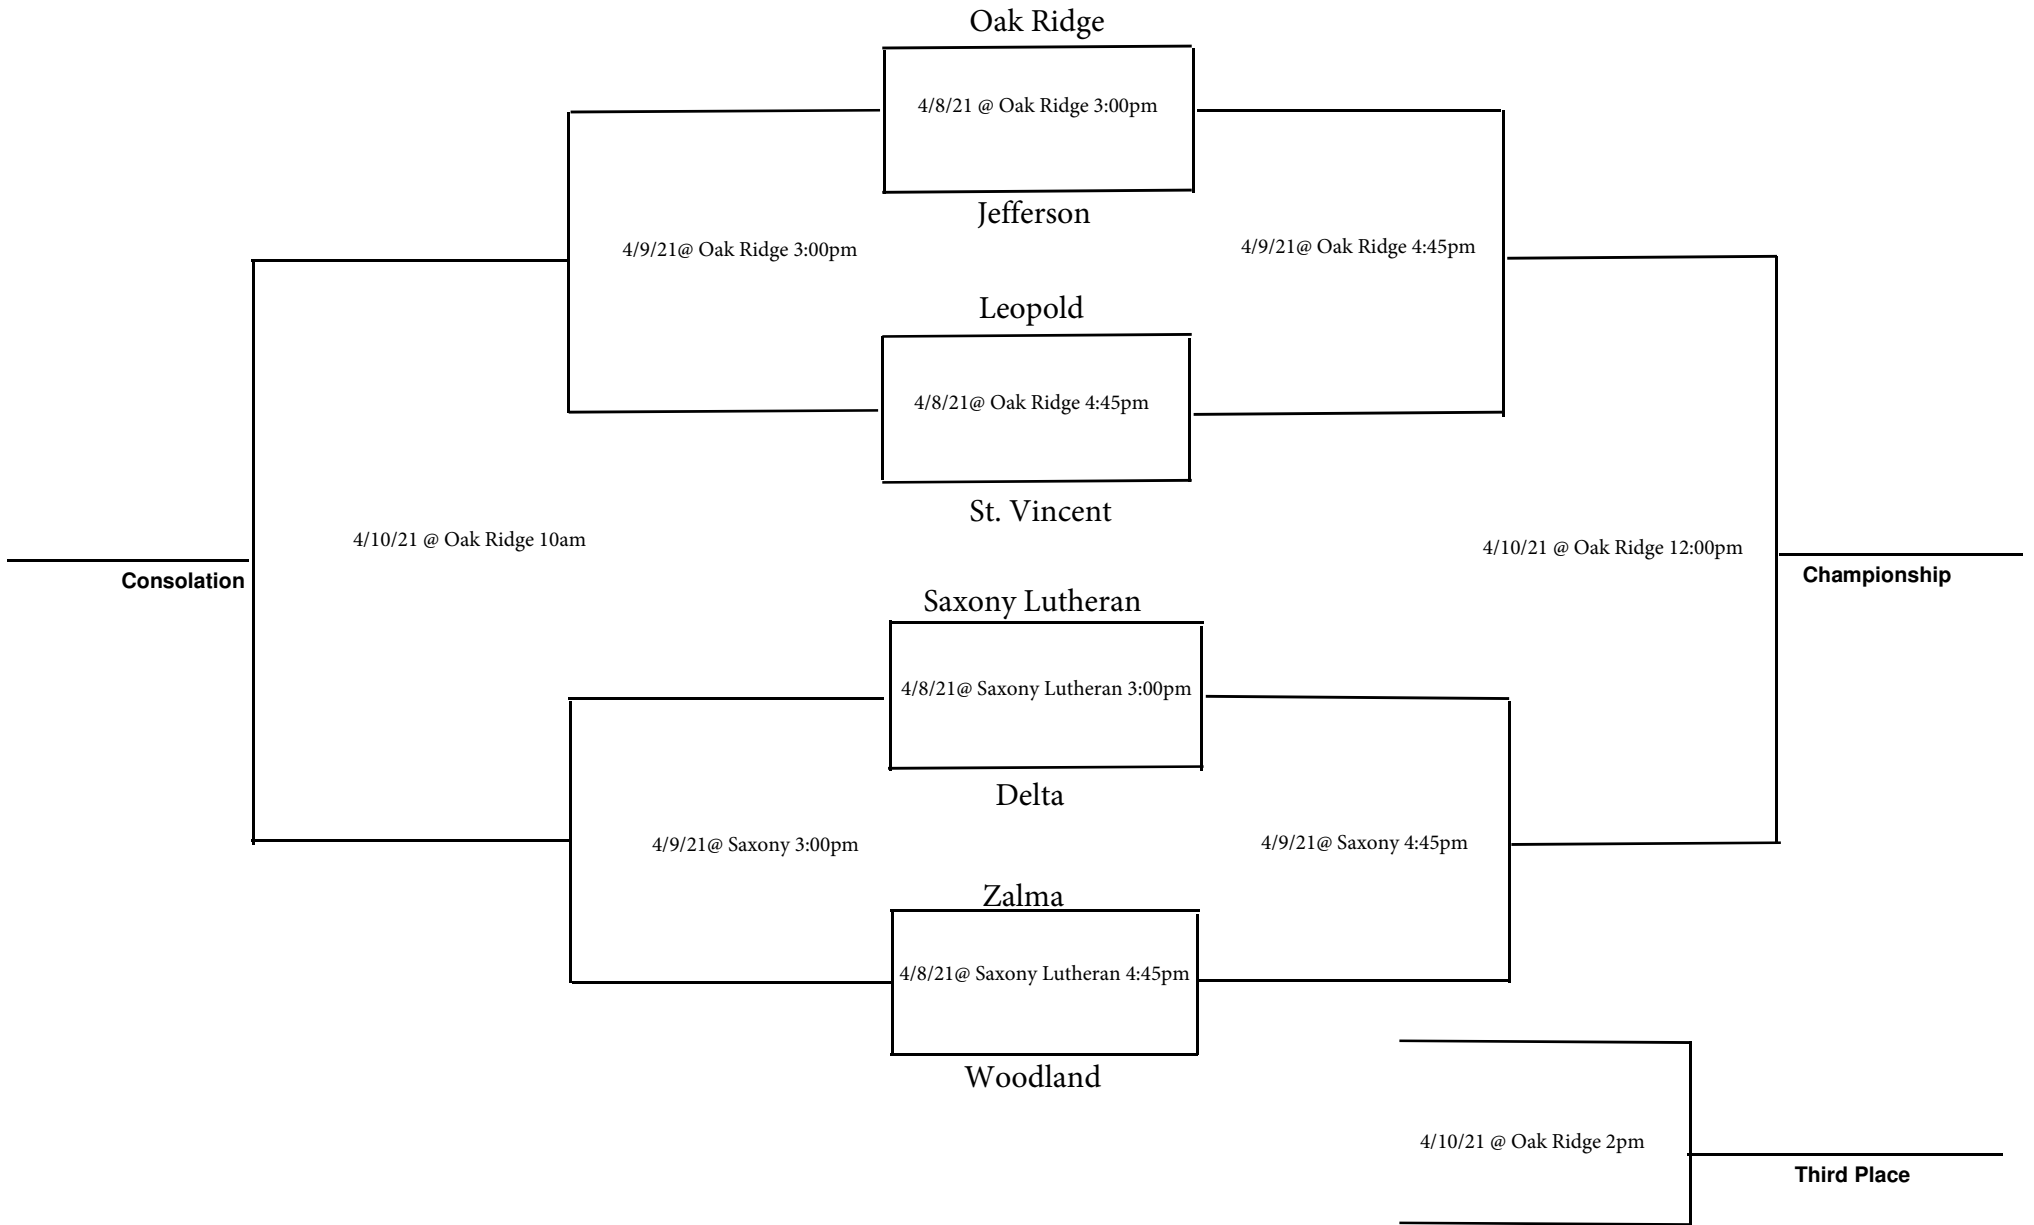 Oak Ridge
4/8/21 @ Oak Ridge 3:00pm
Jefferson
4/9/21@ Oak Ridge 3:00pm
4/9/21@ Oak Ridge 4:45pm
Leopold
4/8/21@ Oak Ridge 4:45pm
St. Vincent
4/10/21 @ Oak Ridge 10am
4/10/21 @ Oak Ridge 12:00pm
Consolation
Championship
Saxony Lutheran
4/8/21@ Saxony Lutheran 3:00pm
Delta
4/9/21@ Saxony 3:00pm
4/9/21@ Saxony 4:45pm
Zalma
4/8/21@ Saxony Lutheran 4:45pm
Woodland
4/10/21 @ Oak Ridge 2pm
Third Place